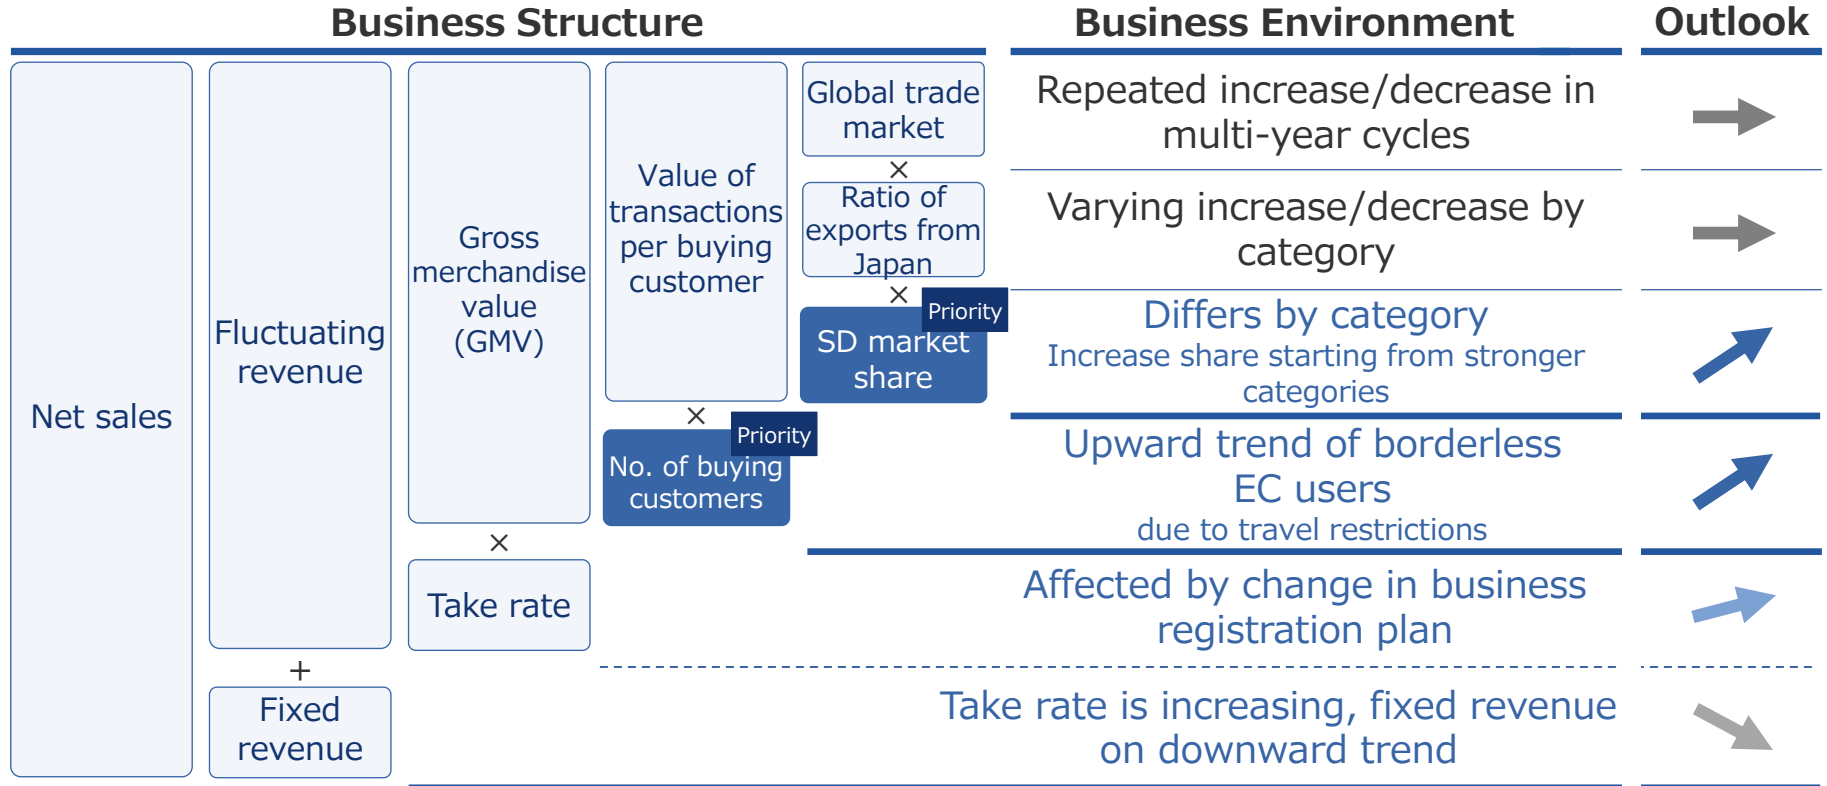 Business Structure
Business Environment
Outlook
Net sales
Fluctuating
revenue
+
Fixed
revenue
Gross
merchandise
value
(GMV)
×
Take rate
Value of
transactions
per buying
customer
×
Priority
No. of buying
customers
Global trade
market
×
Ratio of
exports from
Japan
×
Priority
SD market
share
Repeated increase/decrease in
multi-year cycles
Varying increase/decrease by
category
Differs by category
Increase share starting from stronger
categories
Upward trend of borderless
EC users
due to travel restrictions
Affected by change in business
registration plan
Take rate is increasing, fixed revenue
on downward trend